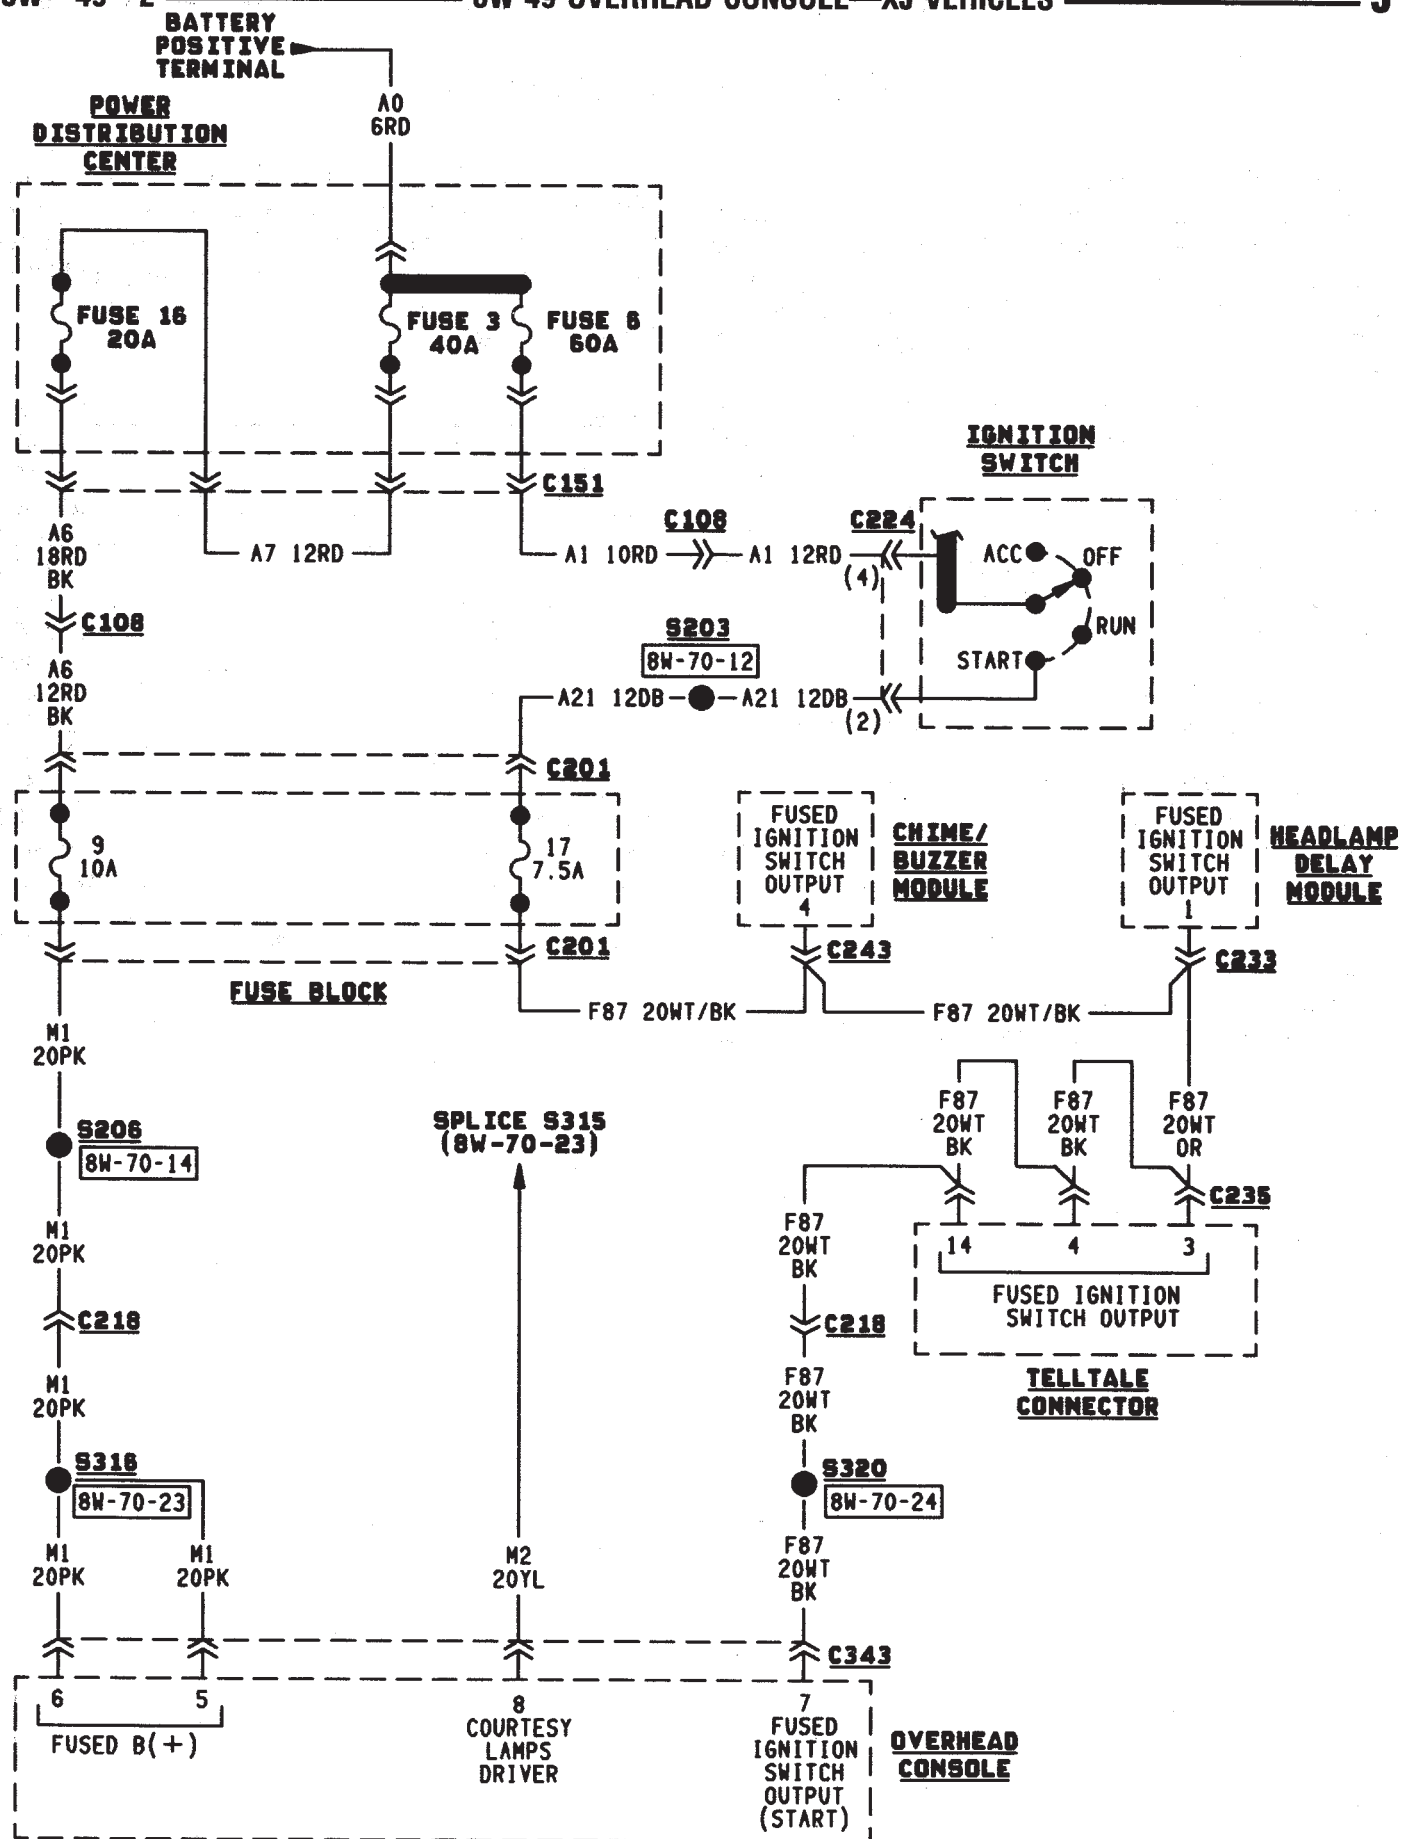 8W - 49 - 2
8W-49 OVERHEAD CONSOLE—XJ VEHICLES
J
BATTERY
POSITIVE
TERMINAL
A0
6RD
POWER
DISTRIBUTION
CENTER
FUSE 16
20A
FUSE 3
40A
FUSE 6
60A
C151
A6
18RD
BK
A7 12RD
A1 10RD
C108
A1 12RD
C224
(4)
IGNITION
SWITCH
ACC
OFF
RUN
START
C108
A6
12RD
BK
S203
8W-70-12
A21 12DB
A21 12DB
(2)
C201
9
10A
17
7.5A
C201
FUSE BLOCK
FUSED
IGNITION
SWITCH
OUTPUT
4
CHIME/
BUZZER
MODULE
C243
FUSED
IGNITION
SWITCH
OUTPUT
1
HEADLAMP
DELAY
MODULE
C233
F87 20WT/BK
F87 20WT/BK
M1
20PK
S206
8W-70-14
M1
20PK
C218
M1
20PK
S316
8W-70-23
M1
20PK
M1
20PK
SPLICE S315
(8W-70-23)
M2
20YL
F87
20WT
BK
F87
20WT
BK
F87
20WT
OR
C235
14
4
3
FUSED IGNITION
SWITCH OUTPUT
TELLTALE
CONNECTOR
F87
20WT
BK
C218
F87
20WT
BK
S320
8W-70-24
F87
20WT
BK
C343
6
5
FUSED B(+)
8
COURTESY
LAMPS
DRIVER
7
FUSED
IGNITION
SWITCH
OUTPUT
(START)
OVERHEAD
CONSOLE